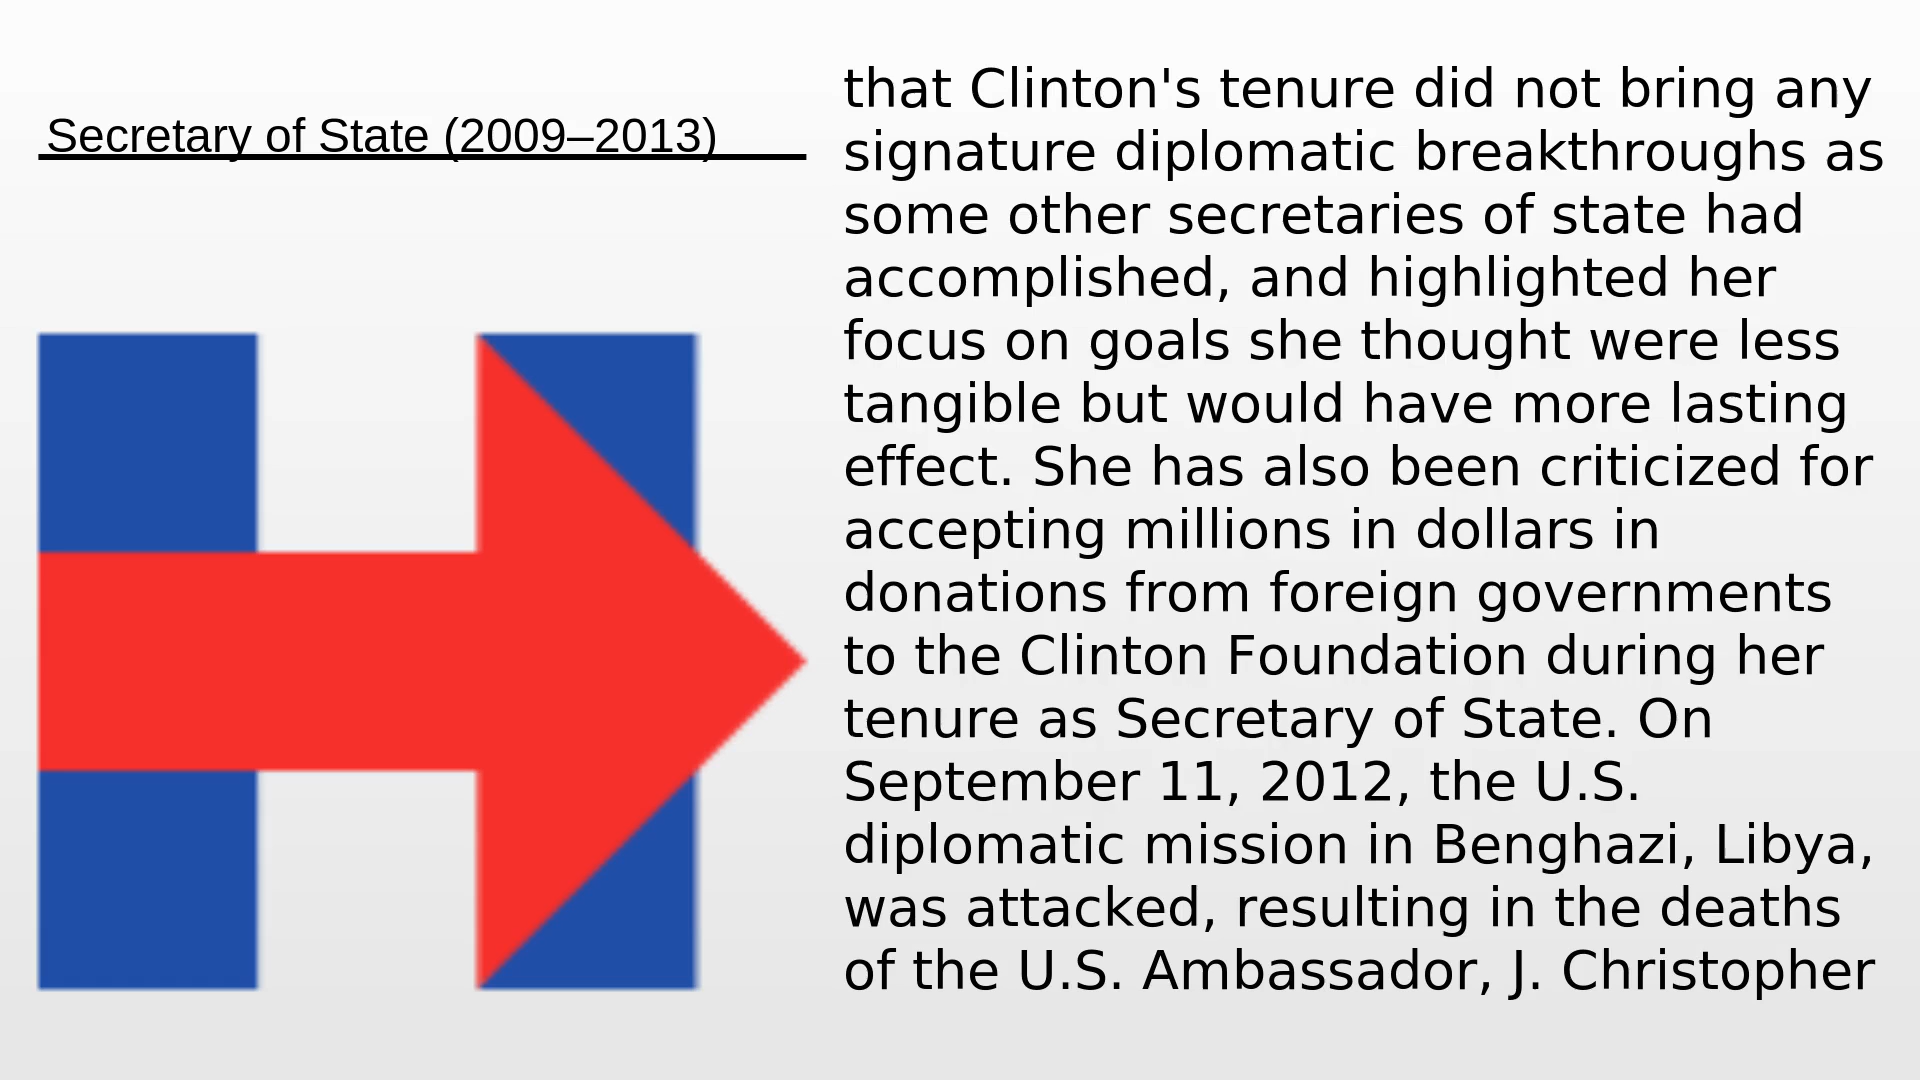 Secretary of State (2009–2013)
that Clinton's tenure did not bring any
signature diplomatic breakthroughs as
some other secretaries of state had
accomplished, and highlighted her
focus on goals she thought were less
tangible but would have more lasting
effect. She has also been criticized for
accepting millions in dollars in
donations from foreign governments
to the Clinton Foundation during her
tenure as Secretary of State. On
September 11, 2012, the U.S.
diplomatic mission in Benghazi, Libya,
was attacked, resulting in the deaths
of the U.S. Ambassador, J. Christopher